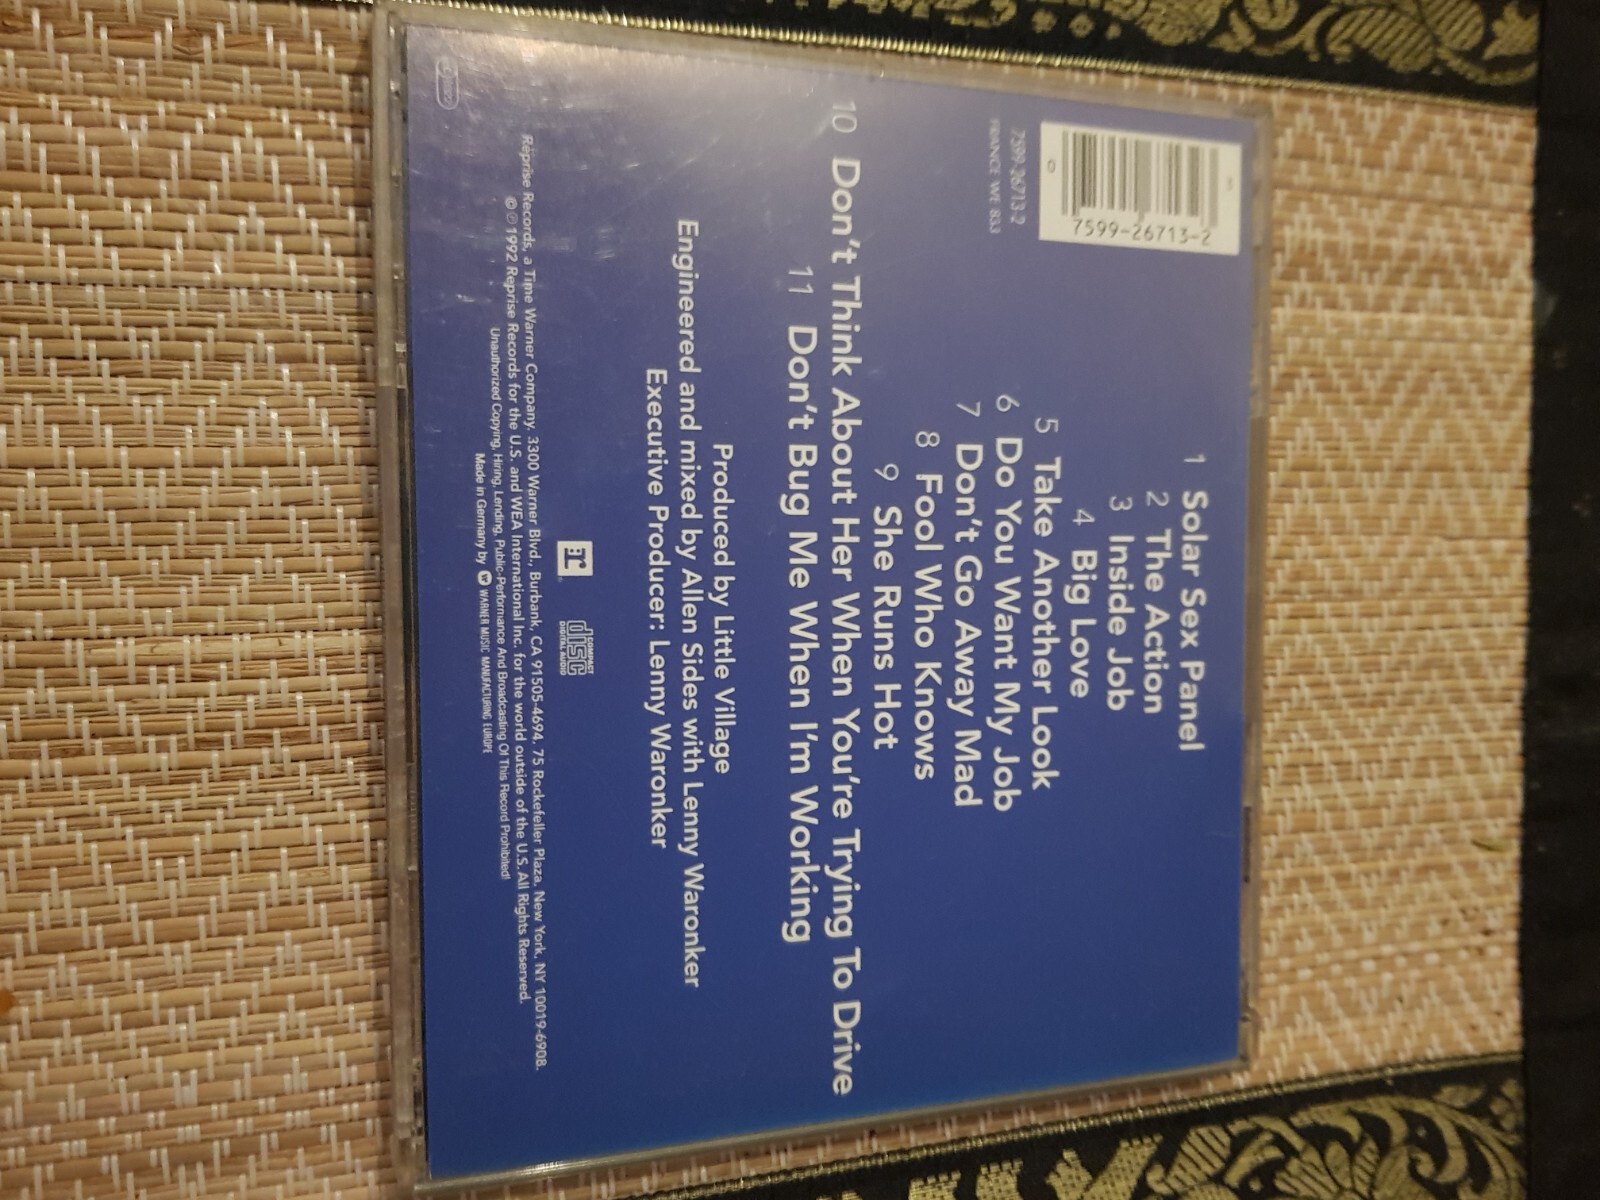 7599-26713-2
7599-26713-2
FRANCE WE 833
1 Solar Sex Panel
2 The Action
3 Inside Job
4 Big Love
5 Take Another Look
6 Do You Want My Job
7 Don't Go Away Mad
8 Fool Who Knows
9 She Runs Hot
10 Don't Think About Her When You're Trying To Drive
11 Don't Bug Me When I'm Working
Produced by Little Village
Engineered and mixed by Allen Sides with Lenny Waronker
Executive Producer: Lenny Waronker
r
COMPACT
disc
DIGITAL AUDIO
Reprise Records, a Time Warner Company. 3300 Warner Blvd., Burbank, CA 91505-4694. 75 Rockefeller Plaza. New York, NY 10019-6908.
© ℗ 1992 Reprise Records for the U.S. and WEA International Inc. for the world outside of the U.S. All Rights Reserved.
Unauthorized Copying, Hiring, Lending, Public-Performance And Broadcasting Of This Record Prohibited!
Made in Germany by WARNER MUSIC MANUFACTURING EUROPE